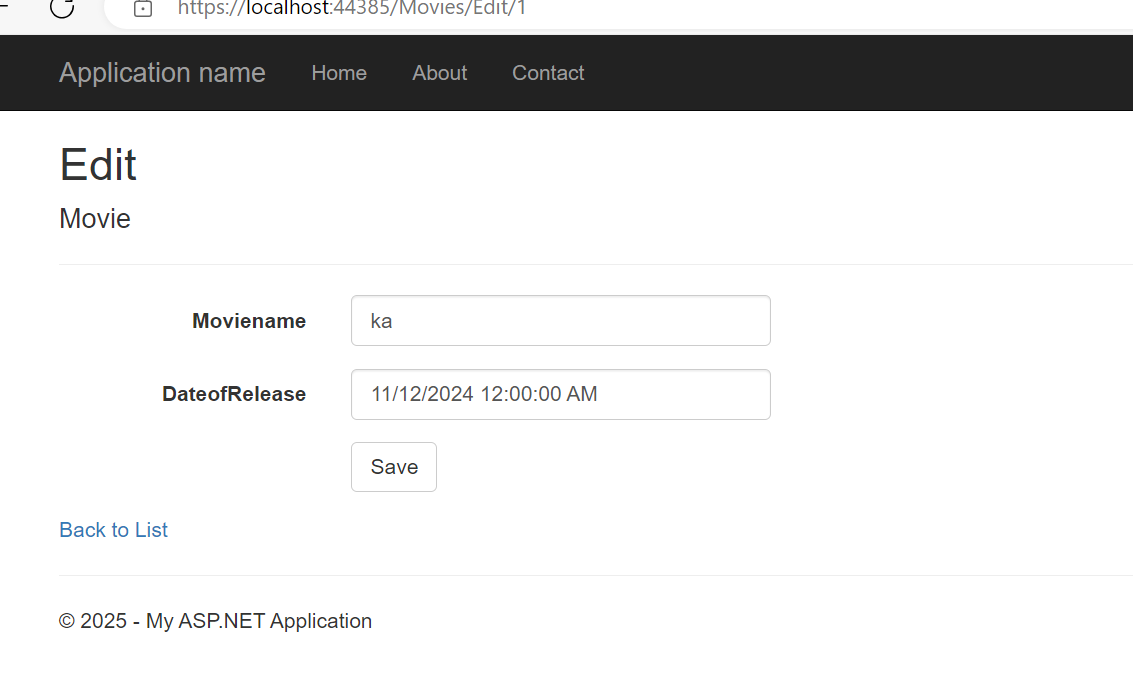 https://localhost:44385/Movies/Edit/1
Application name Home About Contact
Edit
Movie
Moviename ka
DateofRelease 11/12/2024 12:00:00 AM
Save
Back to List
© 2025 - My ASP.NET Application